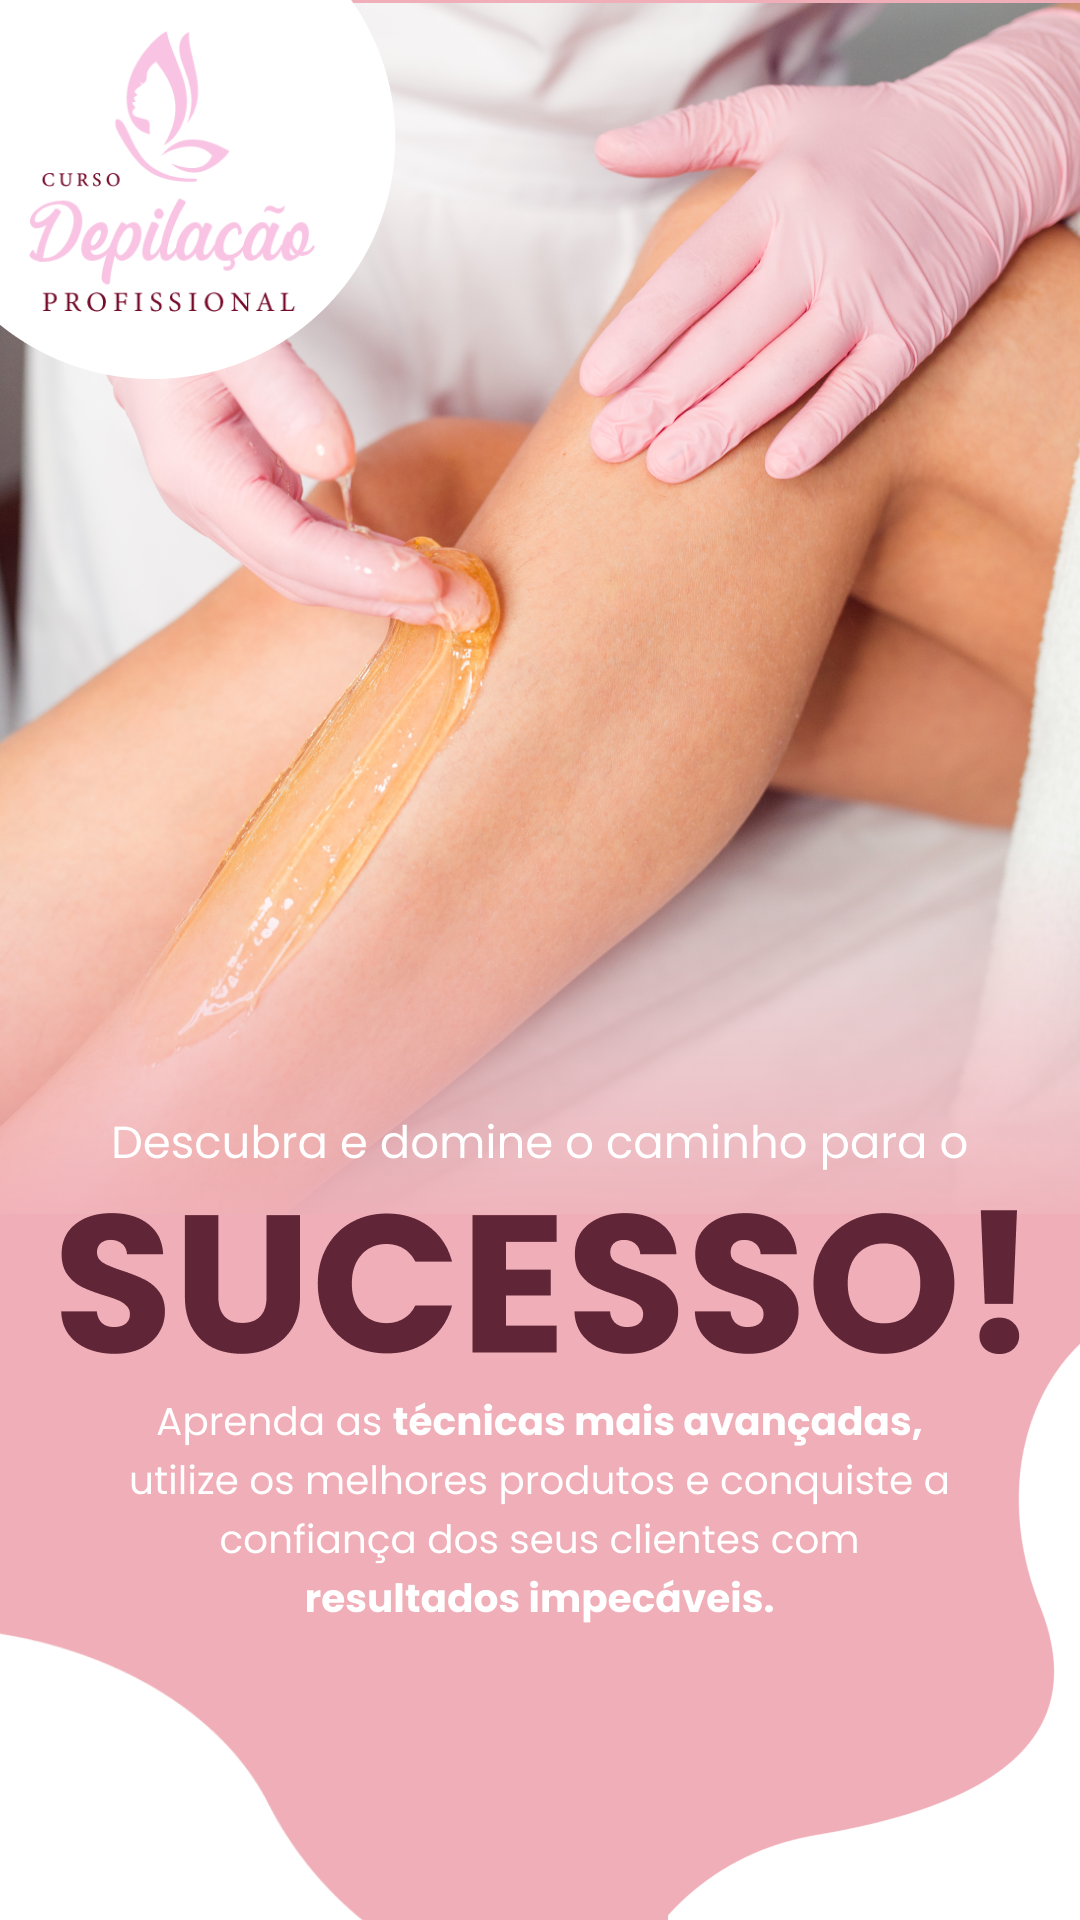 CURSO
Depilação
PROFISSIONAL
Descubra e domine o caminho para o
SUCESSO!
Aprenda as técnicas mais avançadas,
utilize os melhores produtos e conquiste a
confiança dos seus clientes com
resultados impecáveis.